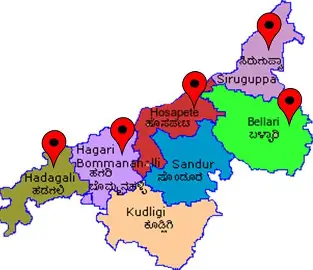 ಸಿರುಗುಪ್ಪಾ
Siruguppa
Hosapete
ಹೊಸಪೇಟ
Bellari
ಬಳ್ಳಾರಿ
Hagari
Bommanahalli
ಹಗರಿ
ಬೊಮ್ಮನಹಳ್ಳಿ
Sandur
ಸೊಂಡೂರ
Hadagali
ಹಡಗಲಿ
Kudligi
ಕೂಡ್ಲಿಗಿ